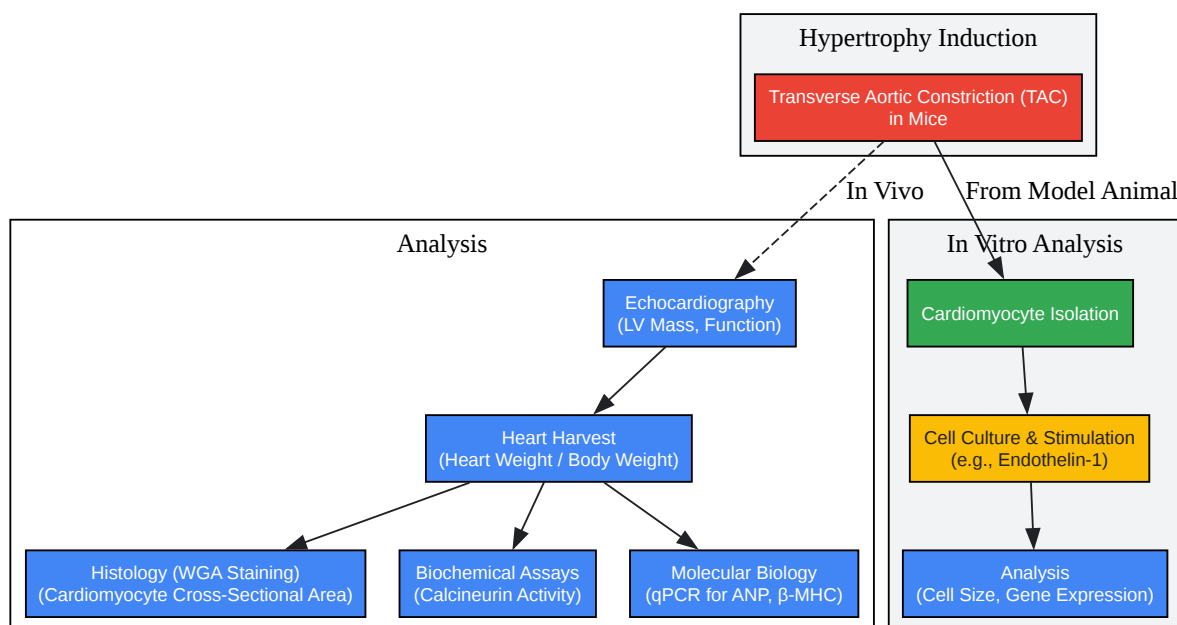 Hypertrophy Induction
Transverse Aortic Constriction (TAC)
in Mice
In Vivo
From Model Animal
Analysis
Echocardiography
(LV Mass, Function)
Heart Harvest
(Heart Weight / Body Weight)
Histology (WGA Staining)
(Cardiomyocyte Cross-Sectional Area)
Biochemical Assays
(Calcineurin Activity)
Molecular Biology
(qPCR for ANP, β-MHC)
In Vitro Analysis
Cardiomyocyte Isolation
Cell Culture & Stimulation
(e.g., Endothelin-1)
Analysis
(Cell Size, Gene Expression)